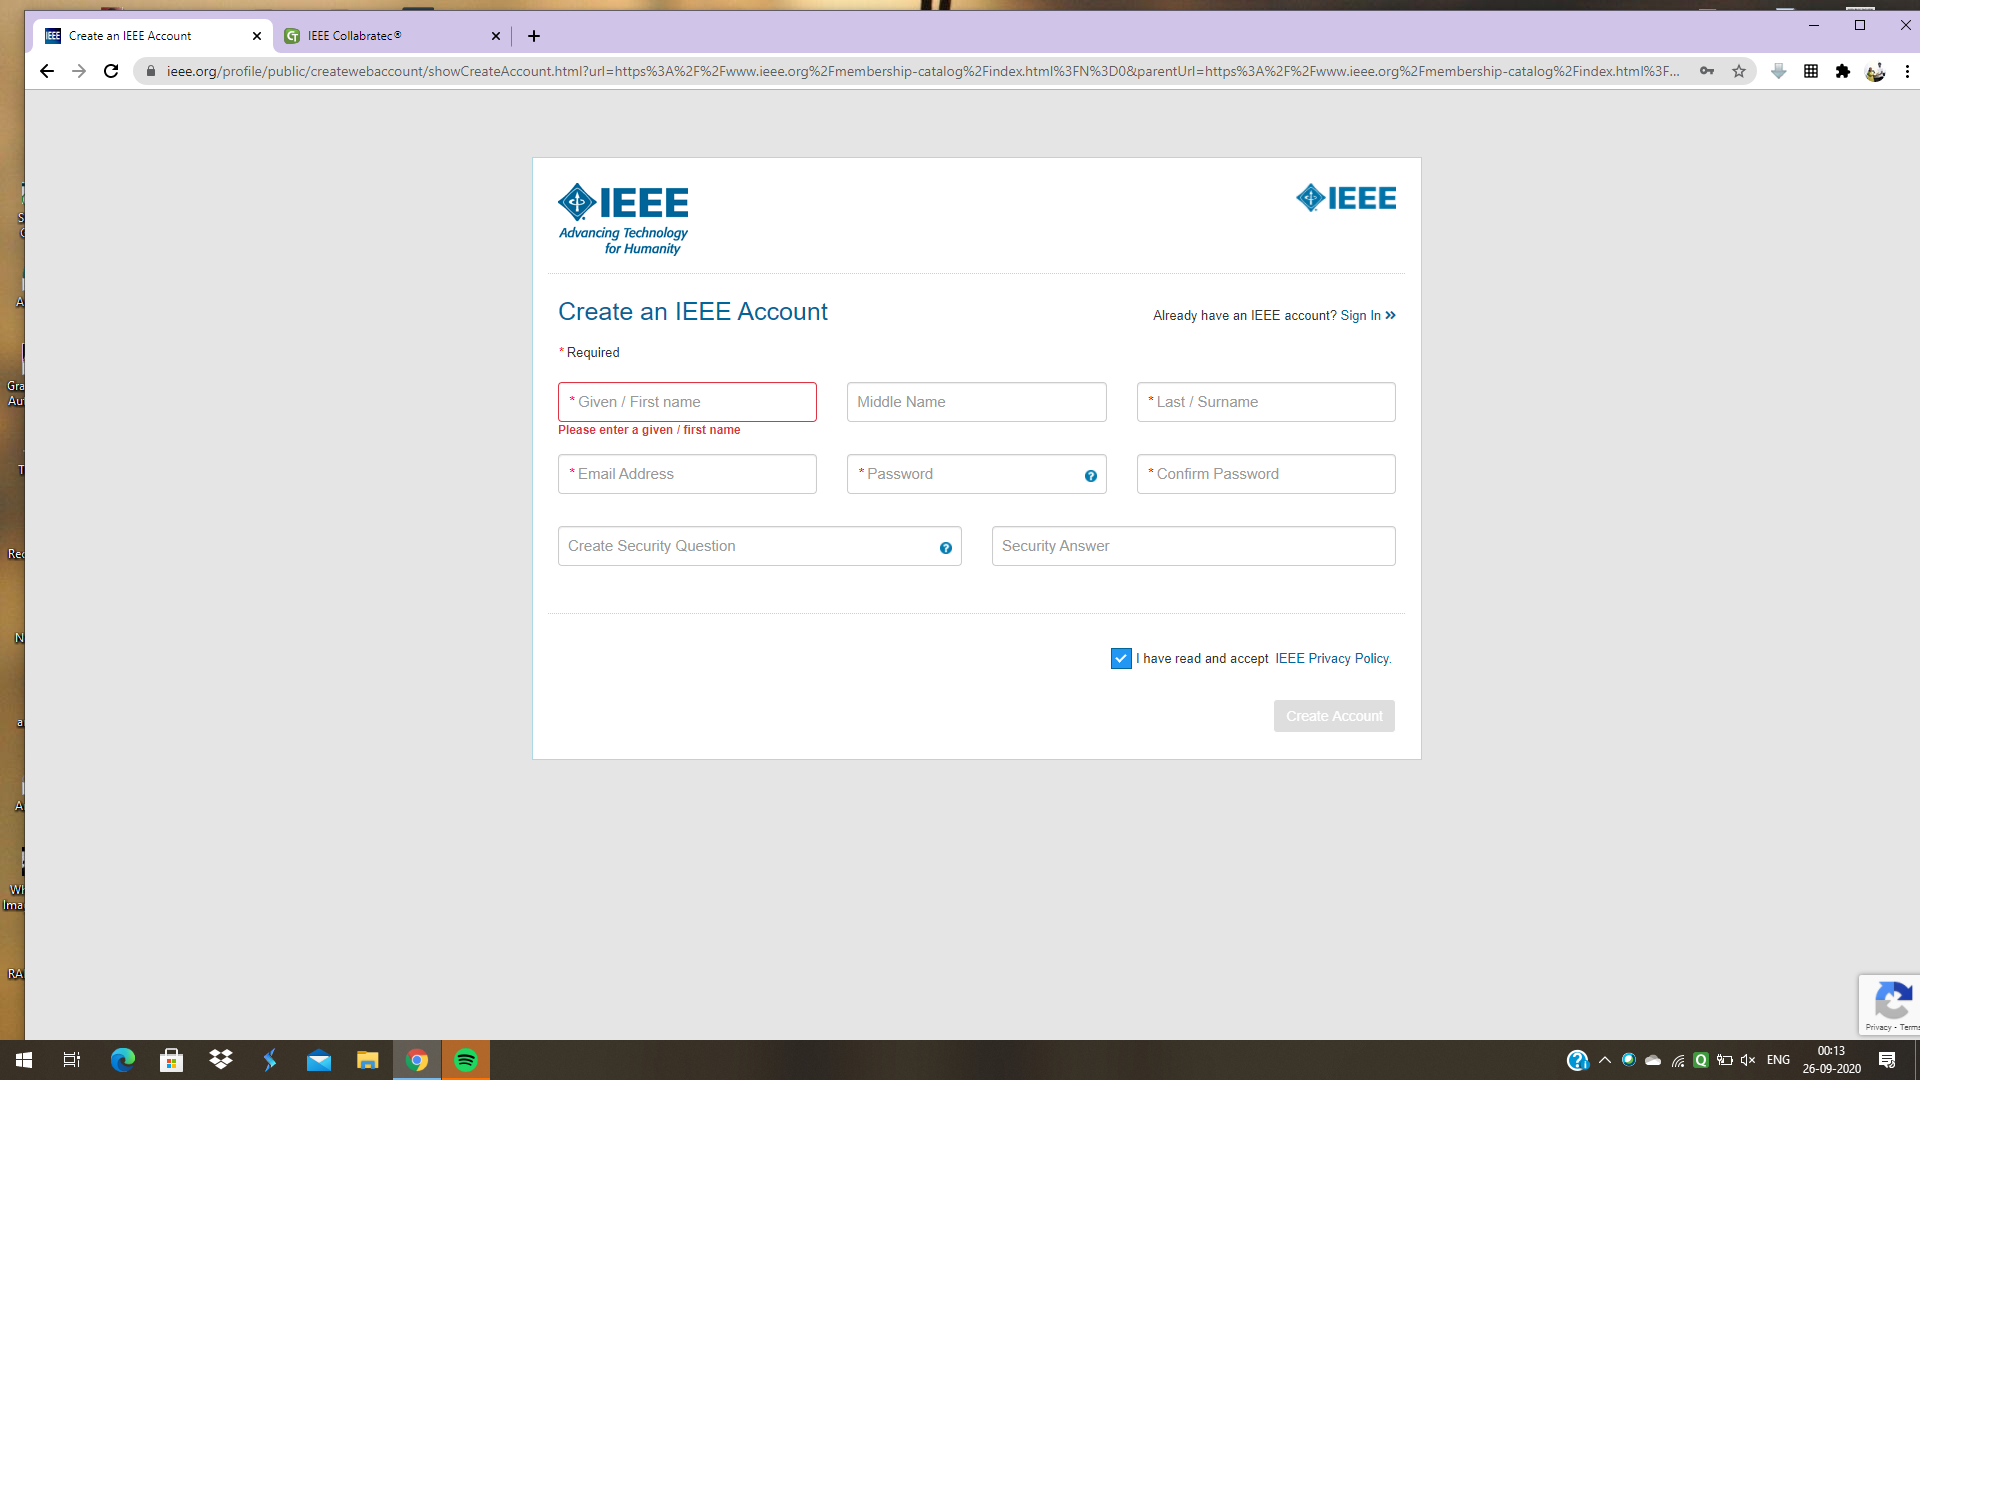 Create an IEEE Account
IEEE Collabratec®
ieee.org/profile/public/createwebaccount/showCreateAccount.html?url=https%3A%2F%2Fwww.ieee.org%2Fmembership-catalog%2Findex.html%3FN%3D0&parentUrl=https%3A%2F%2Fwww.ieee.org%2Fmembership-catalog%2Findex.html%3F...
IEEE
Advancing Technology
for Humanity
IEEE
Create an IEEE Account
Already have an IEEE account? Sign In »
* Required
* Given / First name
Middle Name
* Last / Surname
Please enter a given / first name
* Email Address
* Password
* Confirm Password
Create Security Question
Security Answer
I have read and accept IEEE Privacy Policy.
Create Account
Privacy - Terms
ENG
00:13
26-09-2020